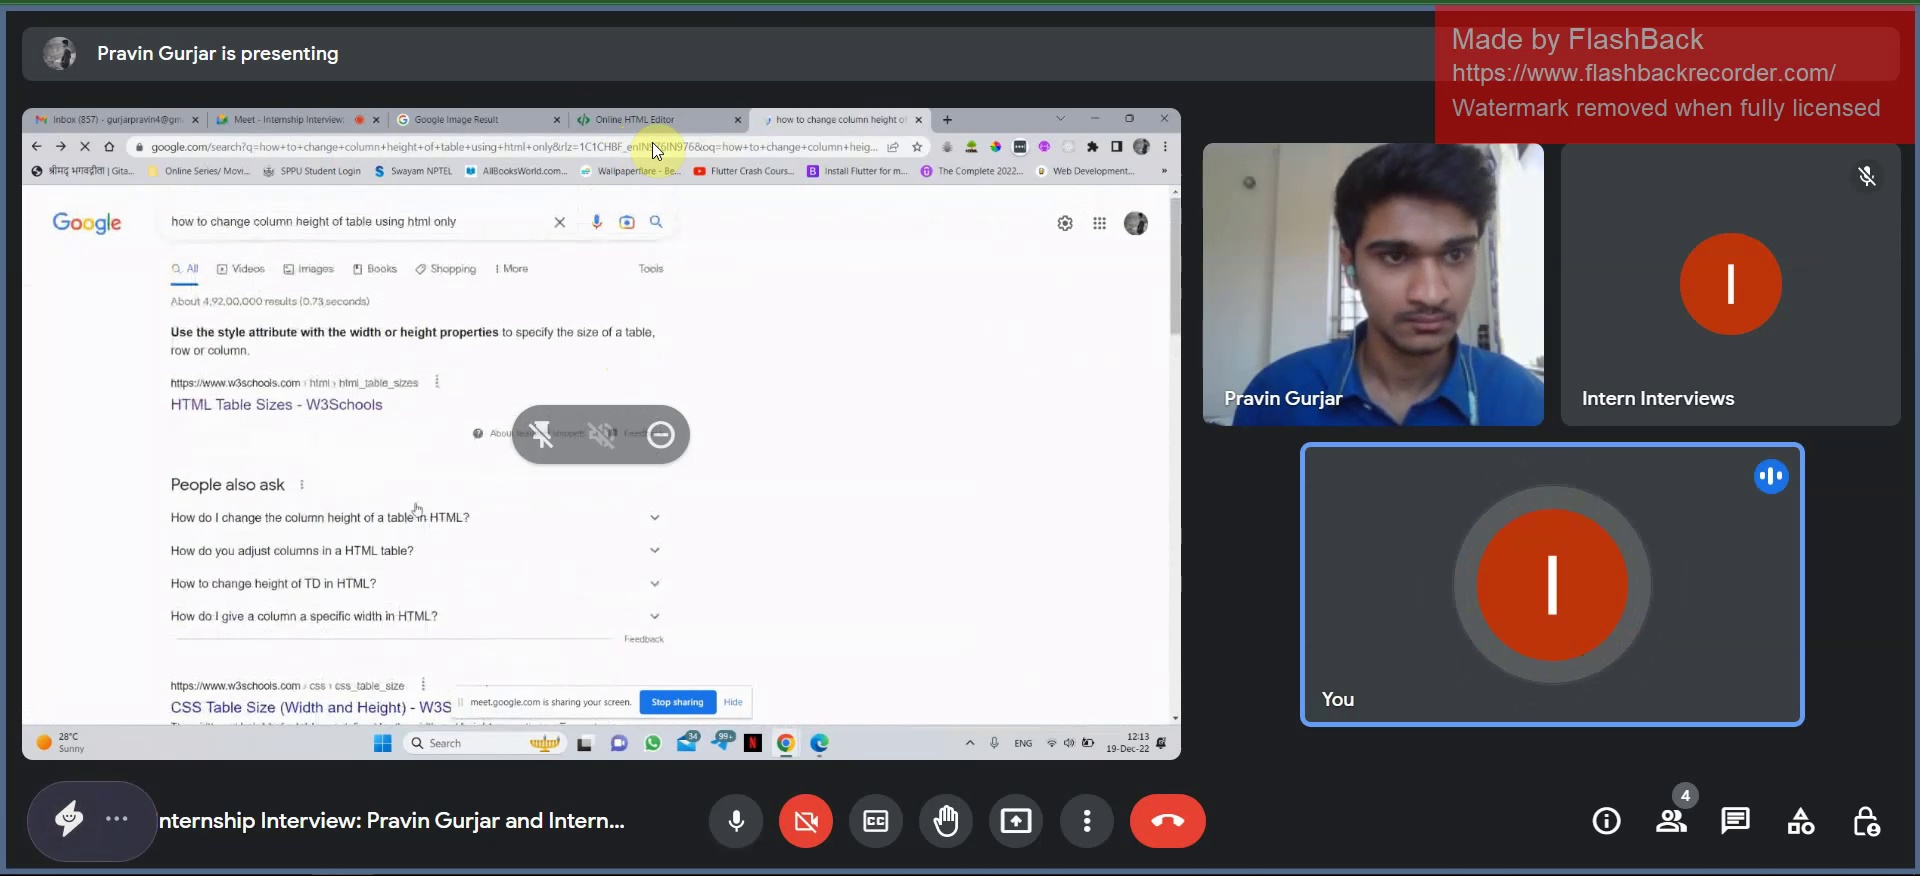 Pravin Gurjar is presenting
Made by FlashBack
https://www.flashbackrecorder.com/
Watermark removed when fully licensed
Inbox (857) - gurjarpravin4@gm
Meet - Internship Interview:
Google Image Result
Online HTML Editor
how to change column height of
google.com/search?q=how+to+change+column+height+of+table+using+html+only&rlz=1C1CHBF_enIN976IN976&oq=how+to+change+column+heig...
श्रीमद् भगवद्गीता | Gita...
Online Series/ Movi...
SPPU Student Login
Swayam NPTEL
AllBooksWorld.com...
Wallpaperflare - Be...
Flutter Crash Cours...
Install Flutter for m...
The Complete 2022...
Web Development...
»
Google
how to change column height of table using html only
All
Videos
Images
Books
Shopping
More
Tools
About 4,92,00,000 results (0.73 seconds)
Use the style attribute with the width or height properties to specify the size of a table,
row or column.
https://www.w3schools.com › html › html_table_sizes
HTML Table Sizes - W3Schools
People also ask
How do I change the column height of a table in HTML?
How do you adjust columns in a HTML table?
How to change height of TD in HTML?
How do I give a column a specific width in HTML?
Feedback
https://www.w3schools.com › css › css_table_size
CSS Table Size (Width and Height) - W3S
meet.google.com is sharing your screen.
Stop sharing
Hide
28°C
Sunny
Search
34
99+
N
ENG
12:13
19-Dec-22
Pravin Gurjar
I
Intern Interviews
I
You
nternship Interview: Pravin Gurjar and Intern...
CC
4